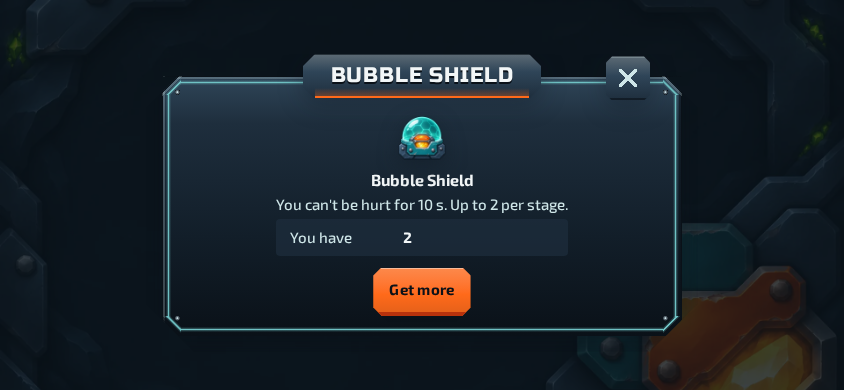 BUBBLE SHIELD
Bubble Shield
You can't be hurt for 10 s. Up to 2 per stage.
You have 2
Get more